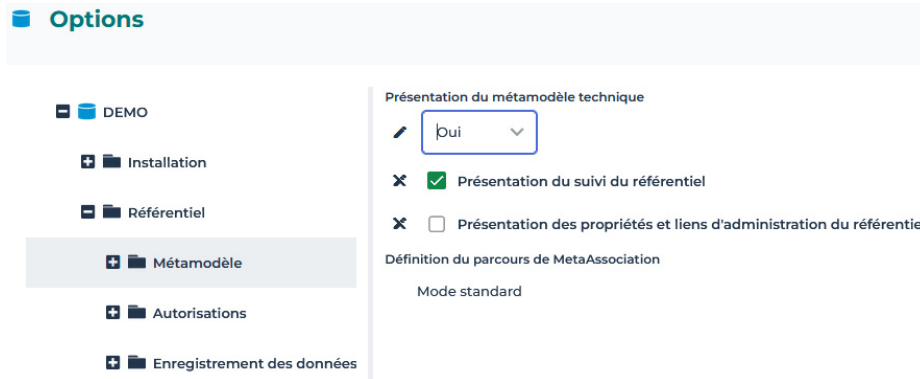 Options
DEMO
Installation
Référentiel
Métamodèle
Autorisations
Enregistrement des données
Présentation du métamodèle technique
Oui
Présentation du suivi du référentiel
Présentation des propriétés et liens d'administration du référentie
Définition du parcours de MetaAssociation
Mode standard